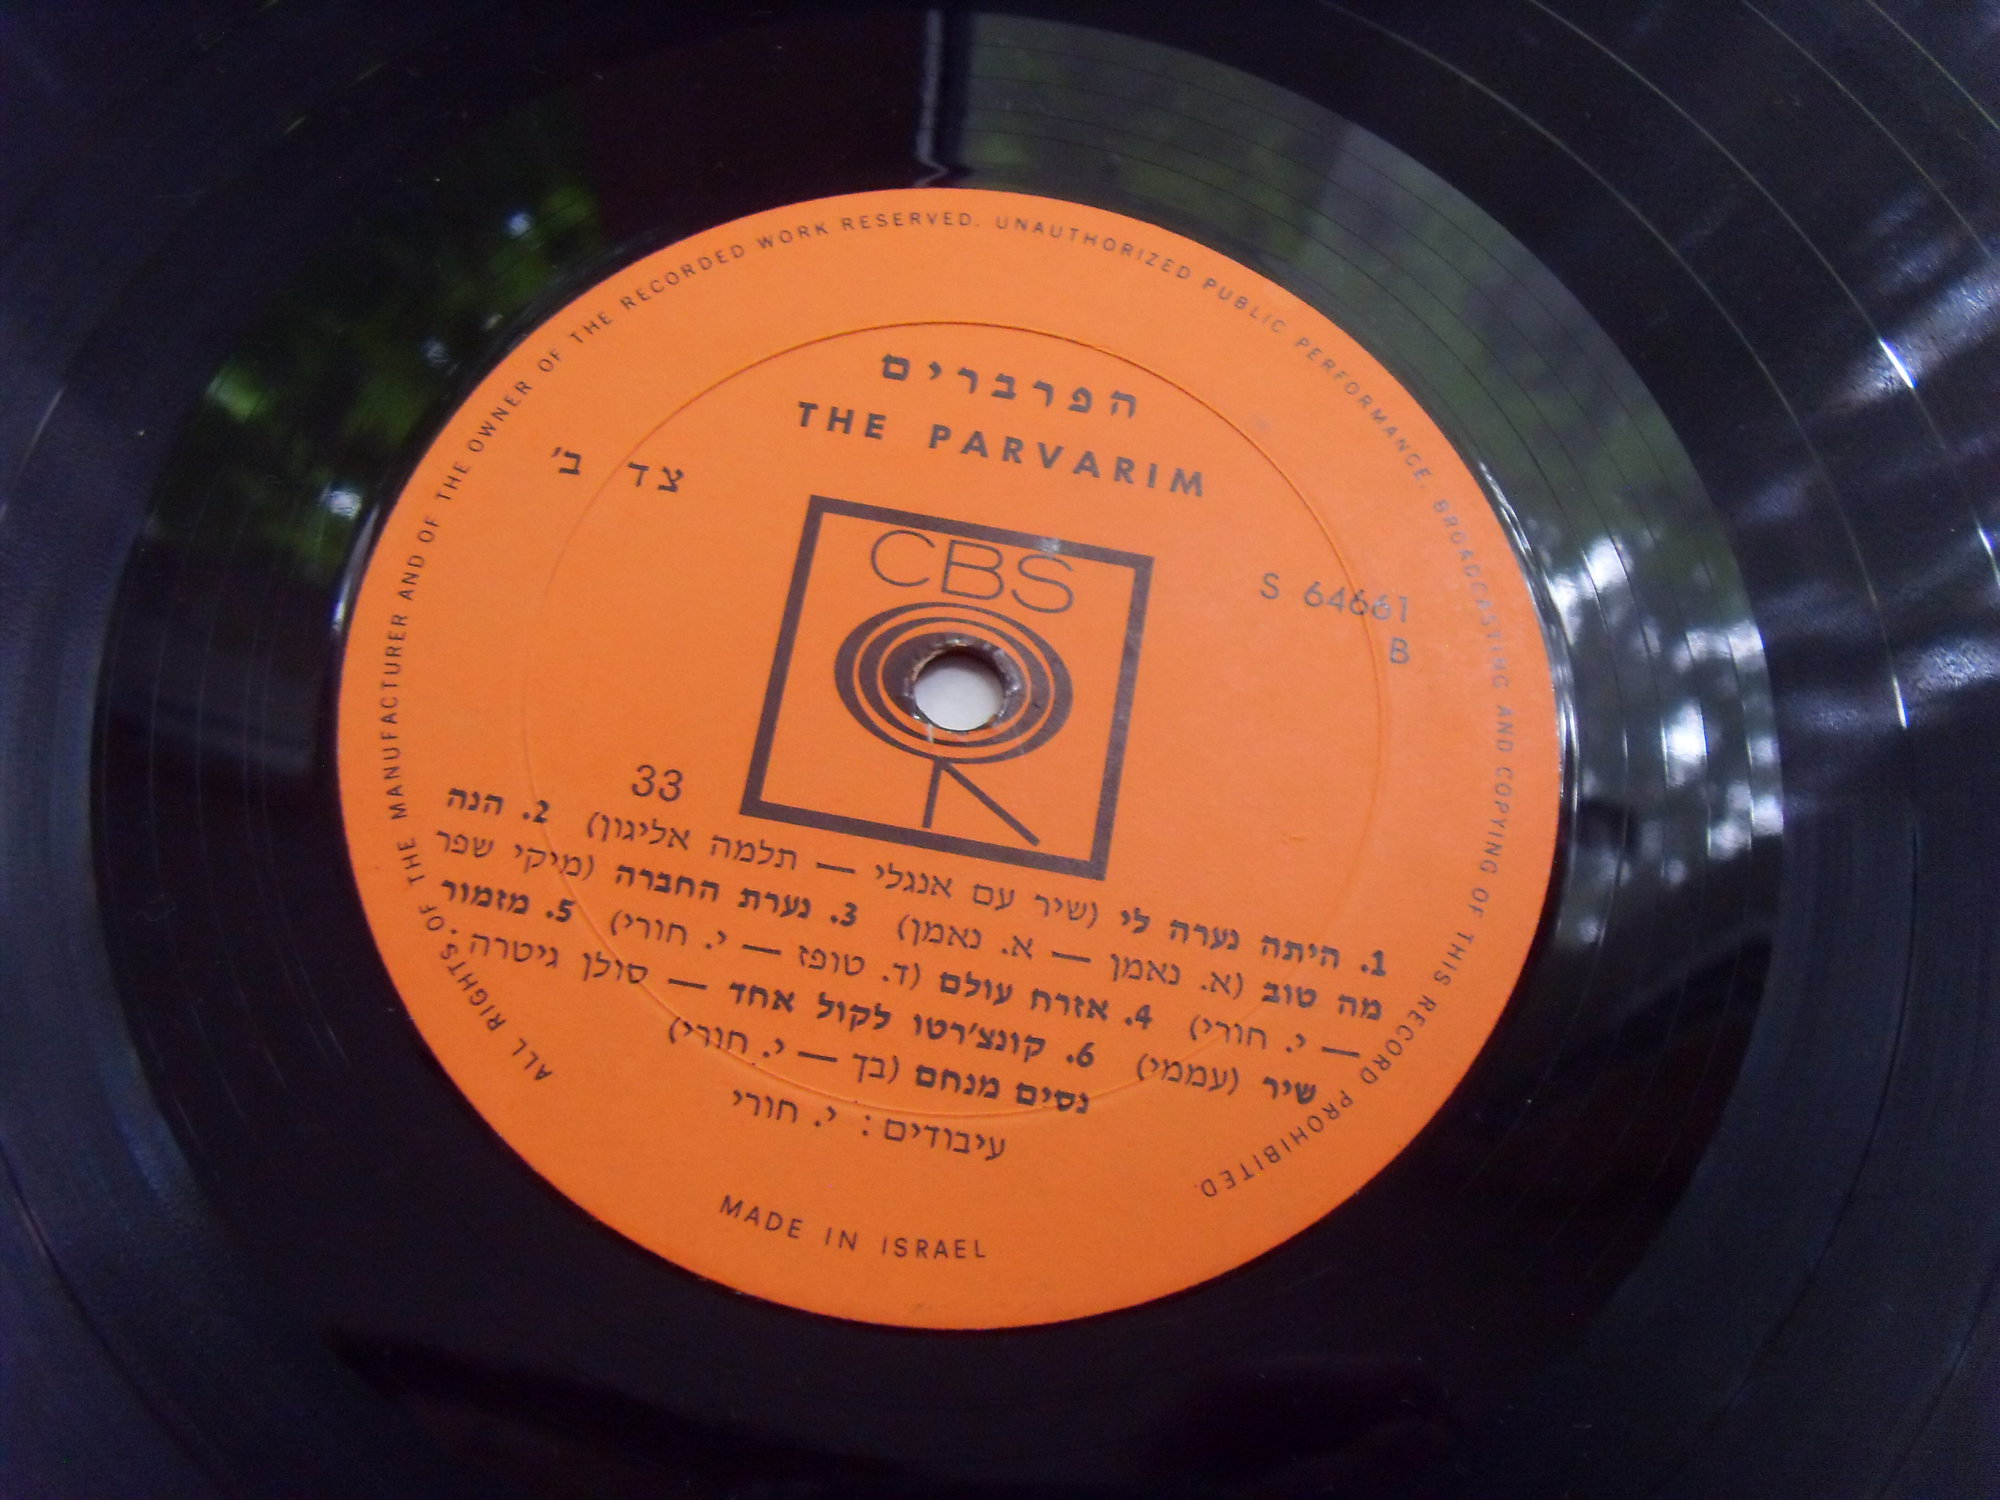 ALL RIGHTS OF THE MANUFACTURER AND OF THE OWNER OF THE RECORDED WORK RESERVED. UNAUTHORIZED PUBLIC PERFORMANCE, BROADCASTING AND COPYING OF THIS RECORD PROHIBITED.
הפרברים
THE PARVARIM
צד ב'
CBS
S 64661
B
33
1. היתה נערה לי (שיר עם אנגלי — תלמה אליגון) 2. הנה
מה טוב (א. נאמן — א. נאמן) 3. נערת החברה (מיקי שפר
— י. חורי) 4. אזרח עולם (ד. טופז — י. חורי) 5. מזמור
שיר (עממי) 6. קונצ'רטו לקול אחד — סולן גיטרה:
נסים מנחם (בך — י. חורי)
עיבודים: י. חורי
MADE IN ISRAEL